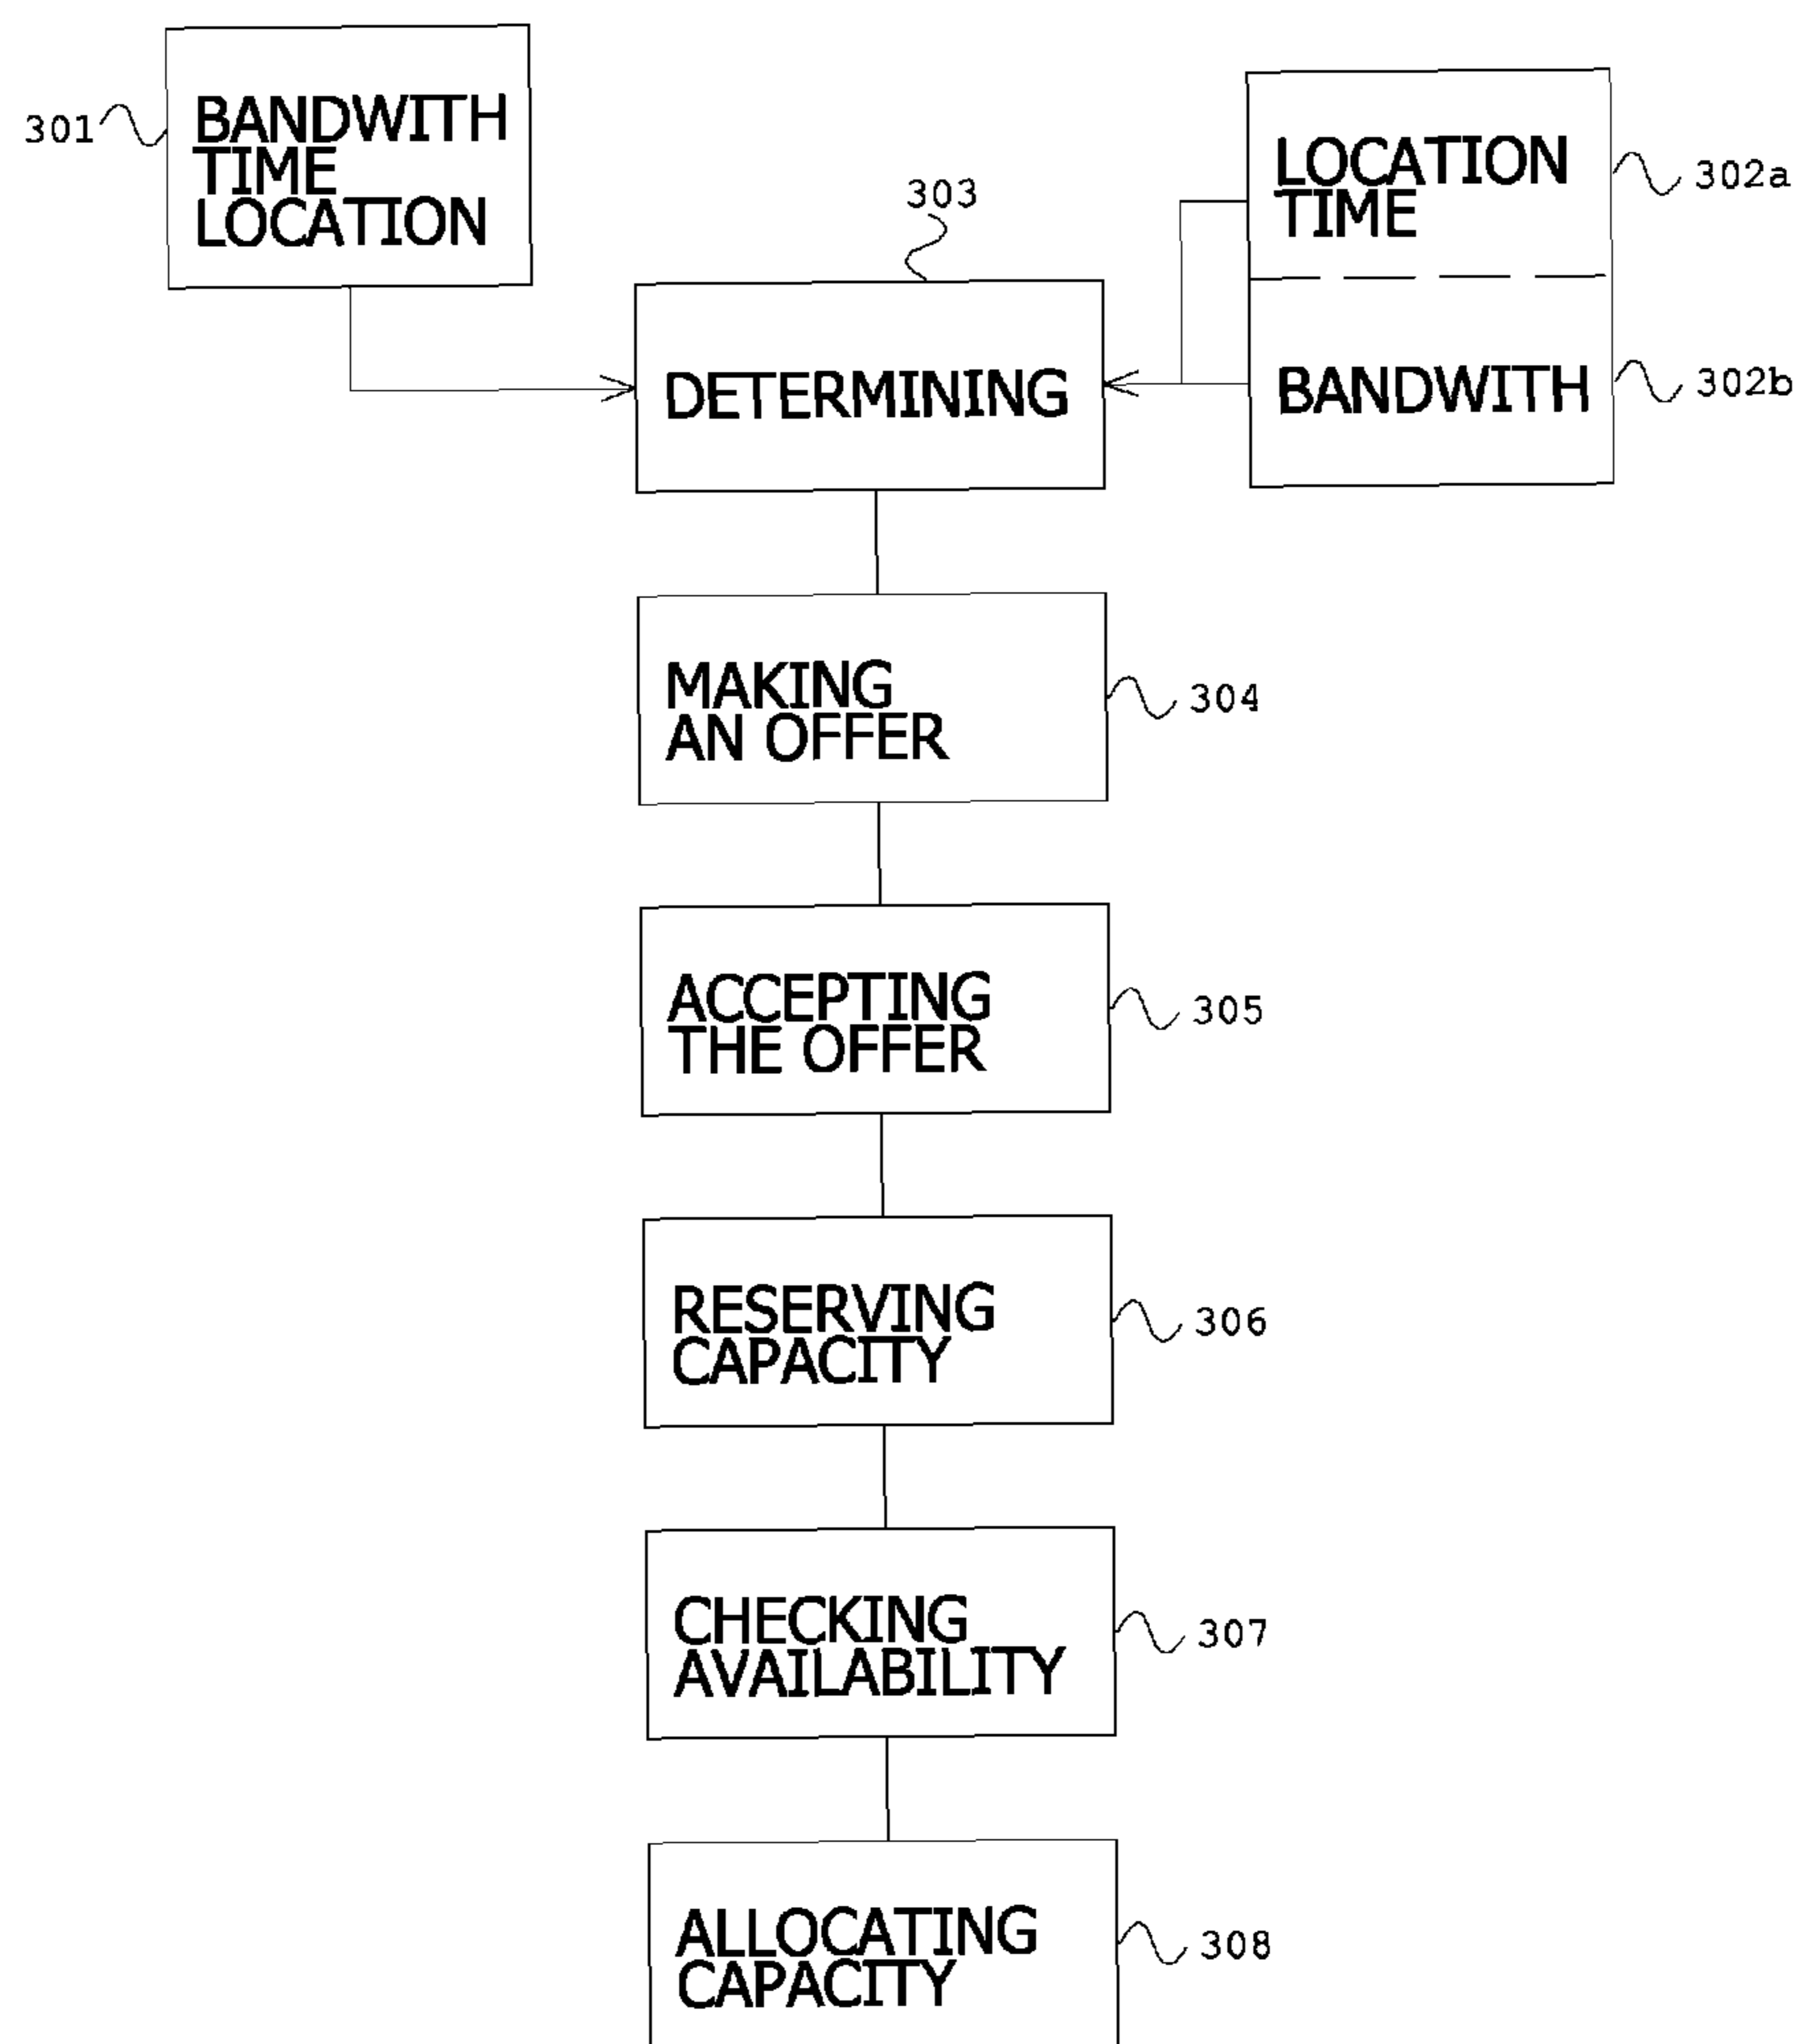 301
BANDWITH
TIME
LOCATION
303
LOCATION
TIME
302a
BANDWITH
302b
DETERMINING
MAKING
AN OFFER
304
ACCEPTING
THE OFFER
305
RESERVING
CAPACITY
306
CHECKING
AVAILABILITY
307
ALLOCATING
CAPACITY
308